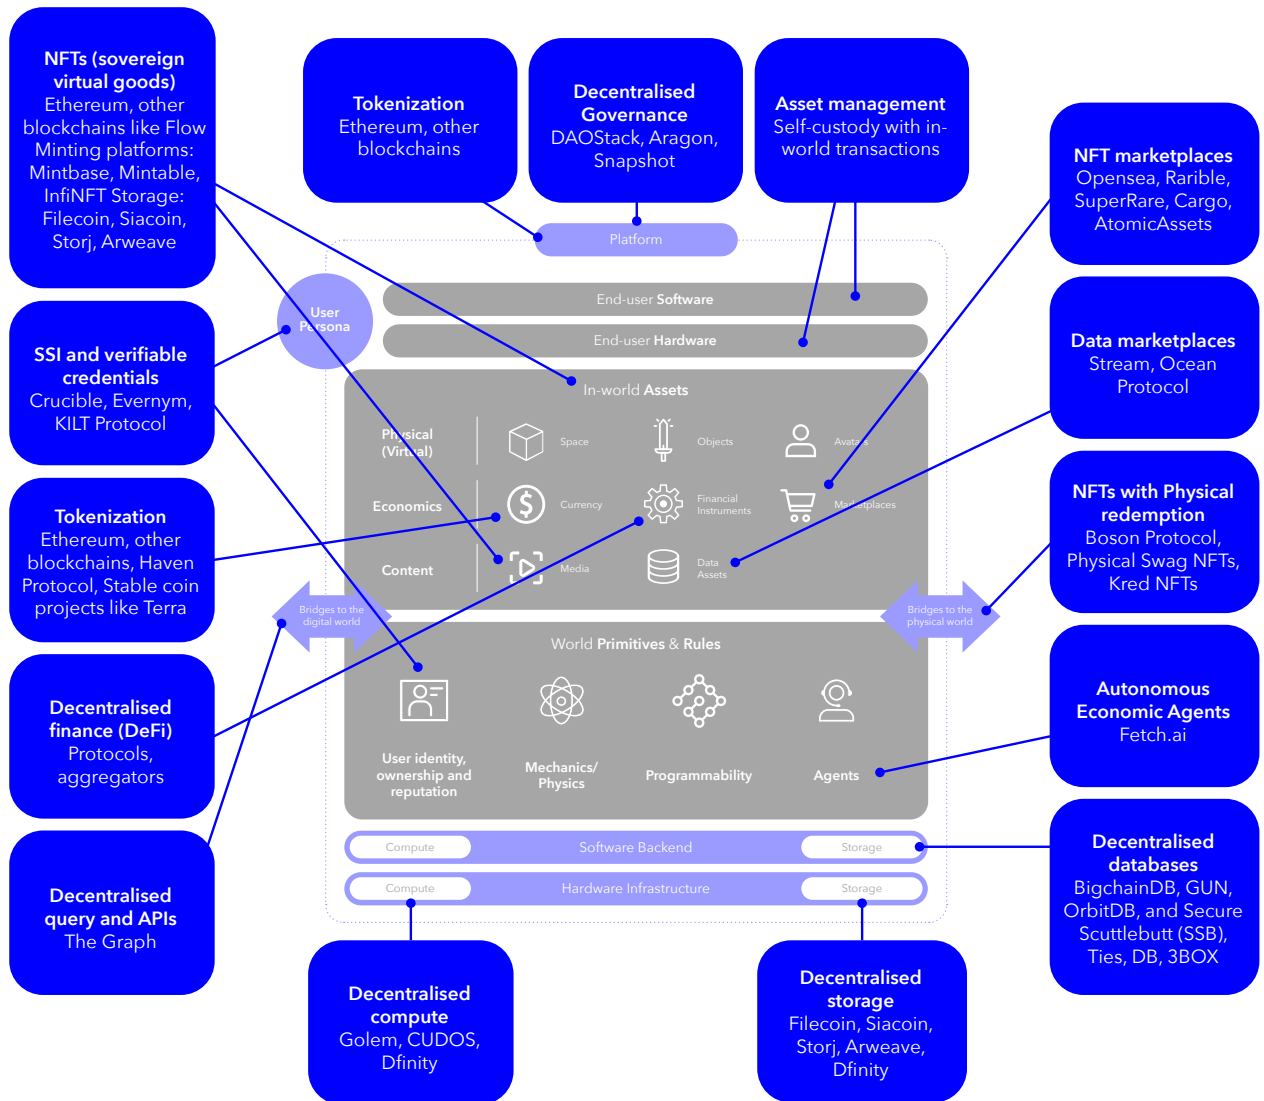 NFTs (sovereign
virtual goods)
Ethereum, other
blockchains like Flow
Minting platforms:
Mintbase, Mintable,
InfiNFT Storage:
Filecoin, Siacoin,
Storj, Arweave
Tokenization
Ethereum, other
blockchains
Decentralised
Governance
DAOStack, Aragon,
Snapshot
Asset management
Self-custody with in-
world transactions
NFT marketplaces
Opensea, Rarible,
SuperRare, Cargo,
AtomicAssets
Platform
User
Persona
End-user Software
End-user Hardware
SSI and verifiable
credentials
Crucible, Evernym,
KILT Protocol
Data marketplaces
Stream, Ocean
Protocol
In-world Assets
Physical
(Virtual)
Space
Objects
Avatars
Economics
Currency
Financial
Instruments
Marketplaces
Content
Media
Data
Assets
Tokenization
Ethereum, other
blockchains, Haven
Protocol, Stable coin
projects like Terra
NFTs with Physical
redemption
Boson Protocol,
Physical Swag NFTs,
Kred NFTs
Bridges to the
digital world
Bridges to the
physical world
World Primitives & Rules
User identity,
ownership and
reputation
Mechanics/
Physics
Programmability
Agents
Decentralised
finance (DeFi)
Protocols,
aggregators
Autonomous
Economic Agents
Fetch.ai
Compute
Software Backend
Storage
Compute
Hardware Infrastructure
Storage
Decentralised
query and APIs
The Graph
Decentralised
databases
BigchainDB, GUN,
OrbitDB, and Secure
Scuttlebutt (SSB),
Ties, DB, 3BOX
Decentralised
compute
Golem, CUDOS,
Dfinity
Decentralised
storage
Filecoin, Siacoin,
Storj, Arweave,
Dfinity